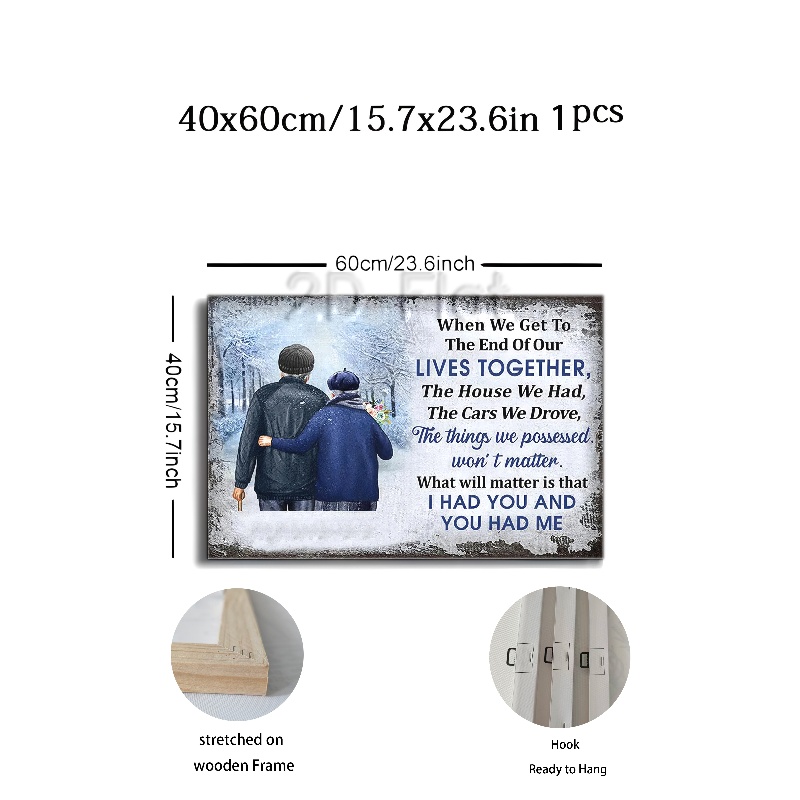 40x60cm/15.7x23.6in 1pcs
60cm/23.6inch
2D Flat
40cm/15.7inch
When We Get To
The End Of Our
LIVES TOGETHER,
The House We Had,
The Cars We Drove,
The things we possessed
won't matter.
What will matter is that
I HAD YOU AND
YOU HAD ME
stretched on
wooden Frame
Hook
Ready to Hang